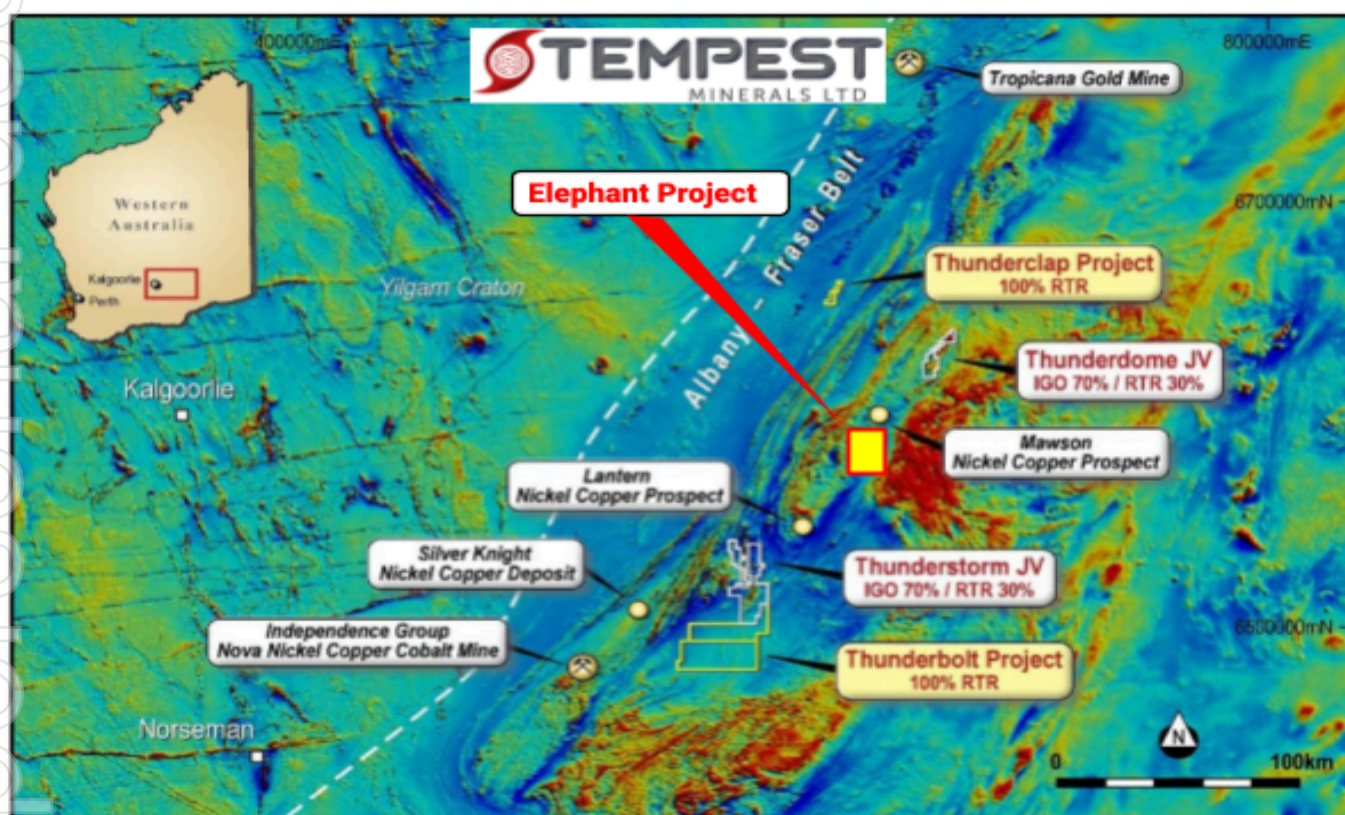 400000mE
TEMPEST
MINERALS LTD
800000mE
Tropicana Gold Mine
Elephant Project
Albany - Fraser Belt
6700000mN
Western
Australia
Kalgoorlie
Perth
Yilgarn Craton
Thunderclap Project
100% RTR
Thunderdome JV
IGO 70% / RTR 30%
Kalgoorlie
Mawson
Nickel Copper Prospect
Lantern
Nickel Copper Prospect
Silver Knight
Nickel Copper Deposit
Thunderstorm JV
IGO 70% / RTR 30%
Independence Group
Nova Nickel Copper Cobalt Mine
6500000mN
Thunderbolt Project
100% RTR
Norseman
N
0
100km